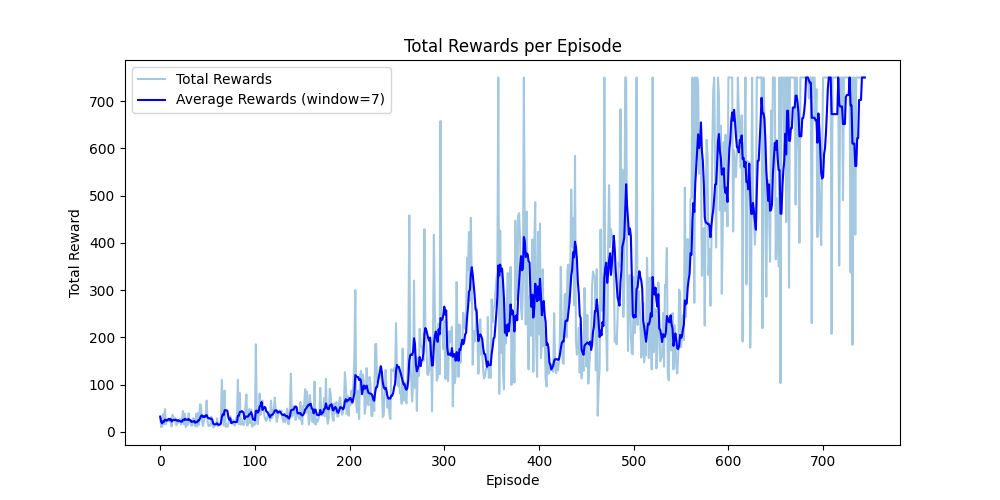 Total Rewards per Episode
Total Rewards
Average Rewards (window=7)
Total Reward
700
600
500
400
300
200
100
0
0 100 200 300 400 500 600 700
Episode